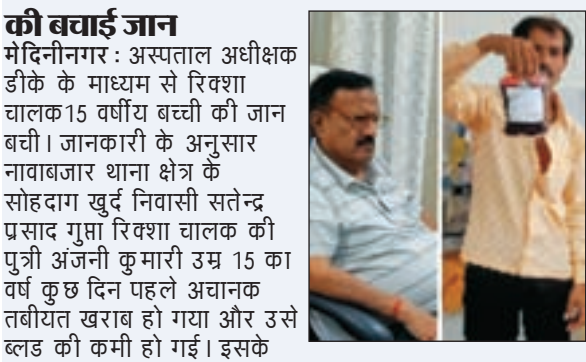 की बचाई जान
मेदिनीनगर : अस्पताल अधीक्षक
डीके के माध्यम से रिक्शा
चालक15 वर्षीय बच्ची की जान
बची। जानकारी के अनुसार
नावाबजार थाना क्षेत्र के
सोहदाग खुर्द निवासी सतेन्द्र
प्रसाद गुप्ता रिक्शा चालक की
पुत्री अंजनी कुमारी उम्र 15 का
वर्ष कुछ दिन पहले अचानक
तबीयत खराब हो गया और उसे
ब्लड की कमी हो गई। इसके